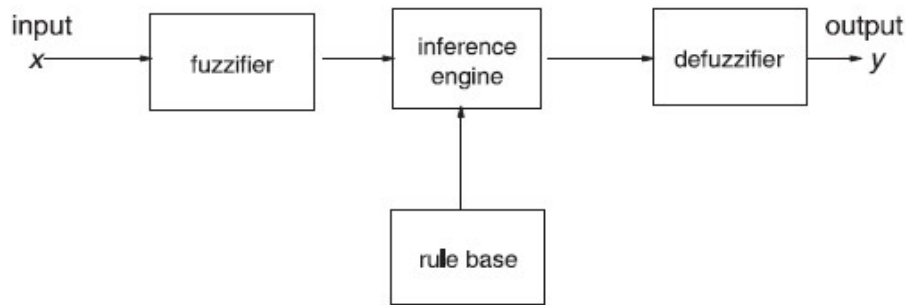 input
x
fuzzifier
inference
engine
defuzzifier
output
y
rule base